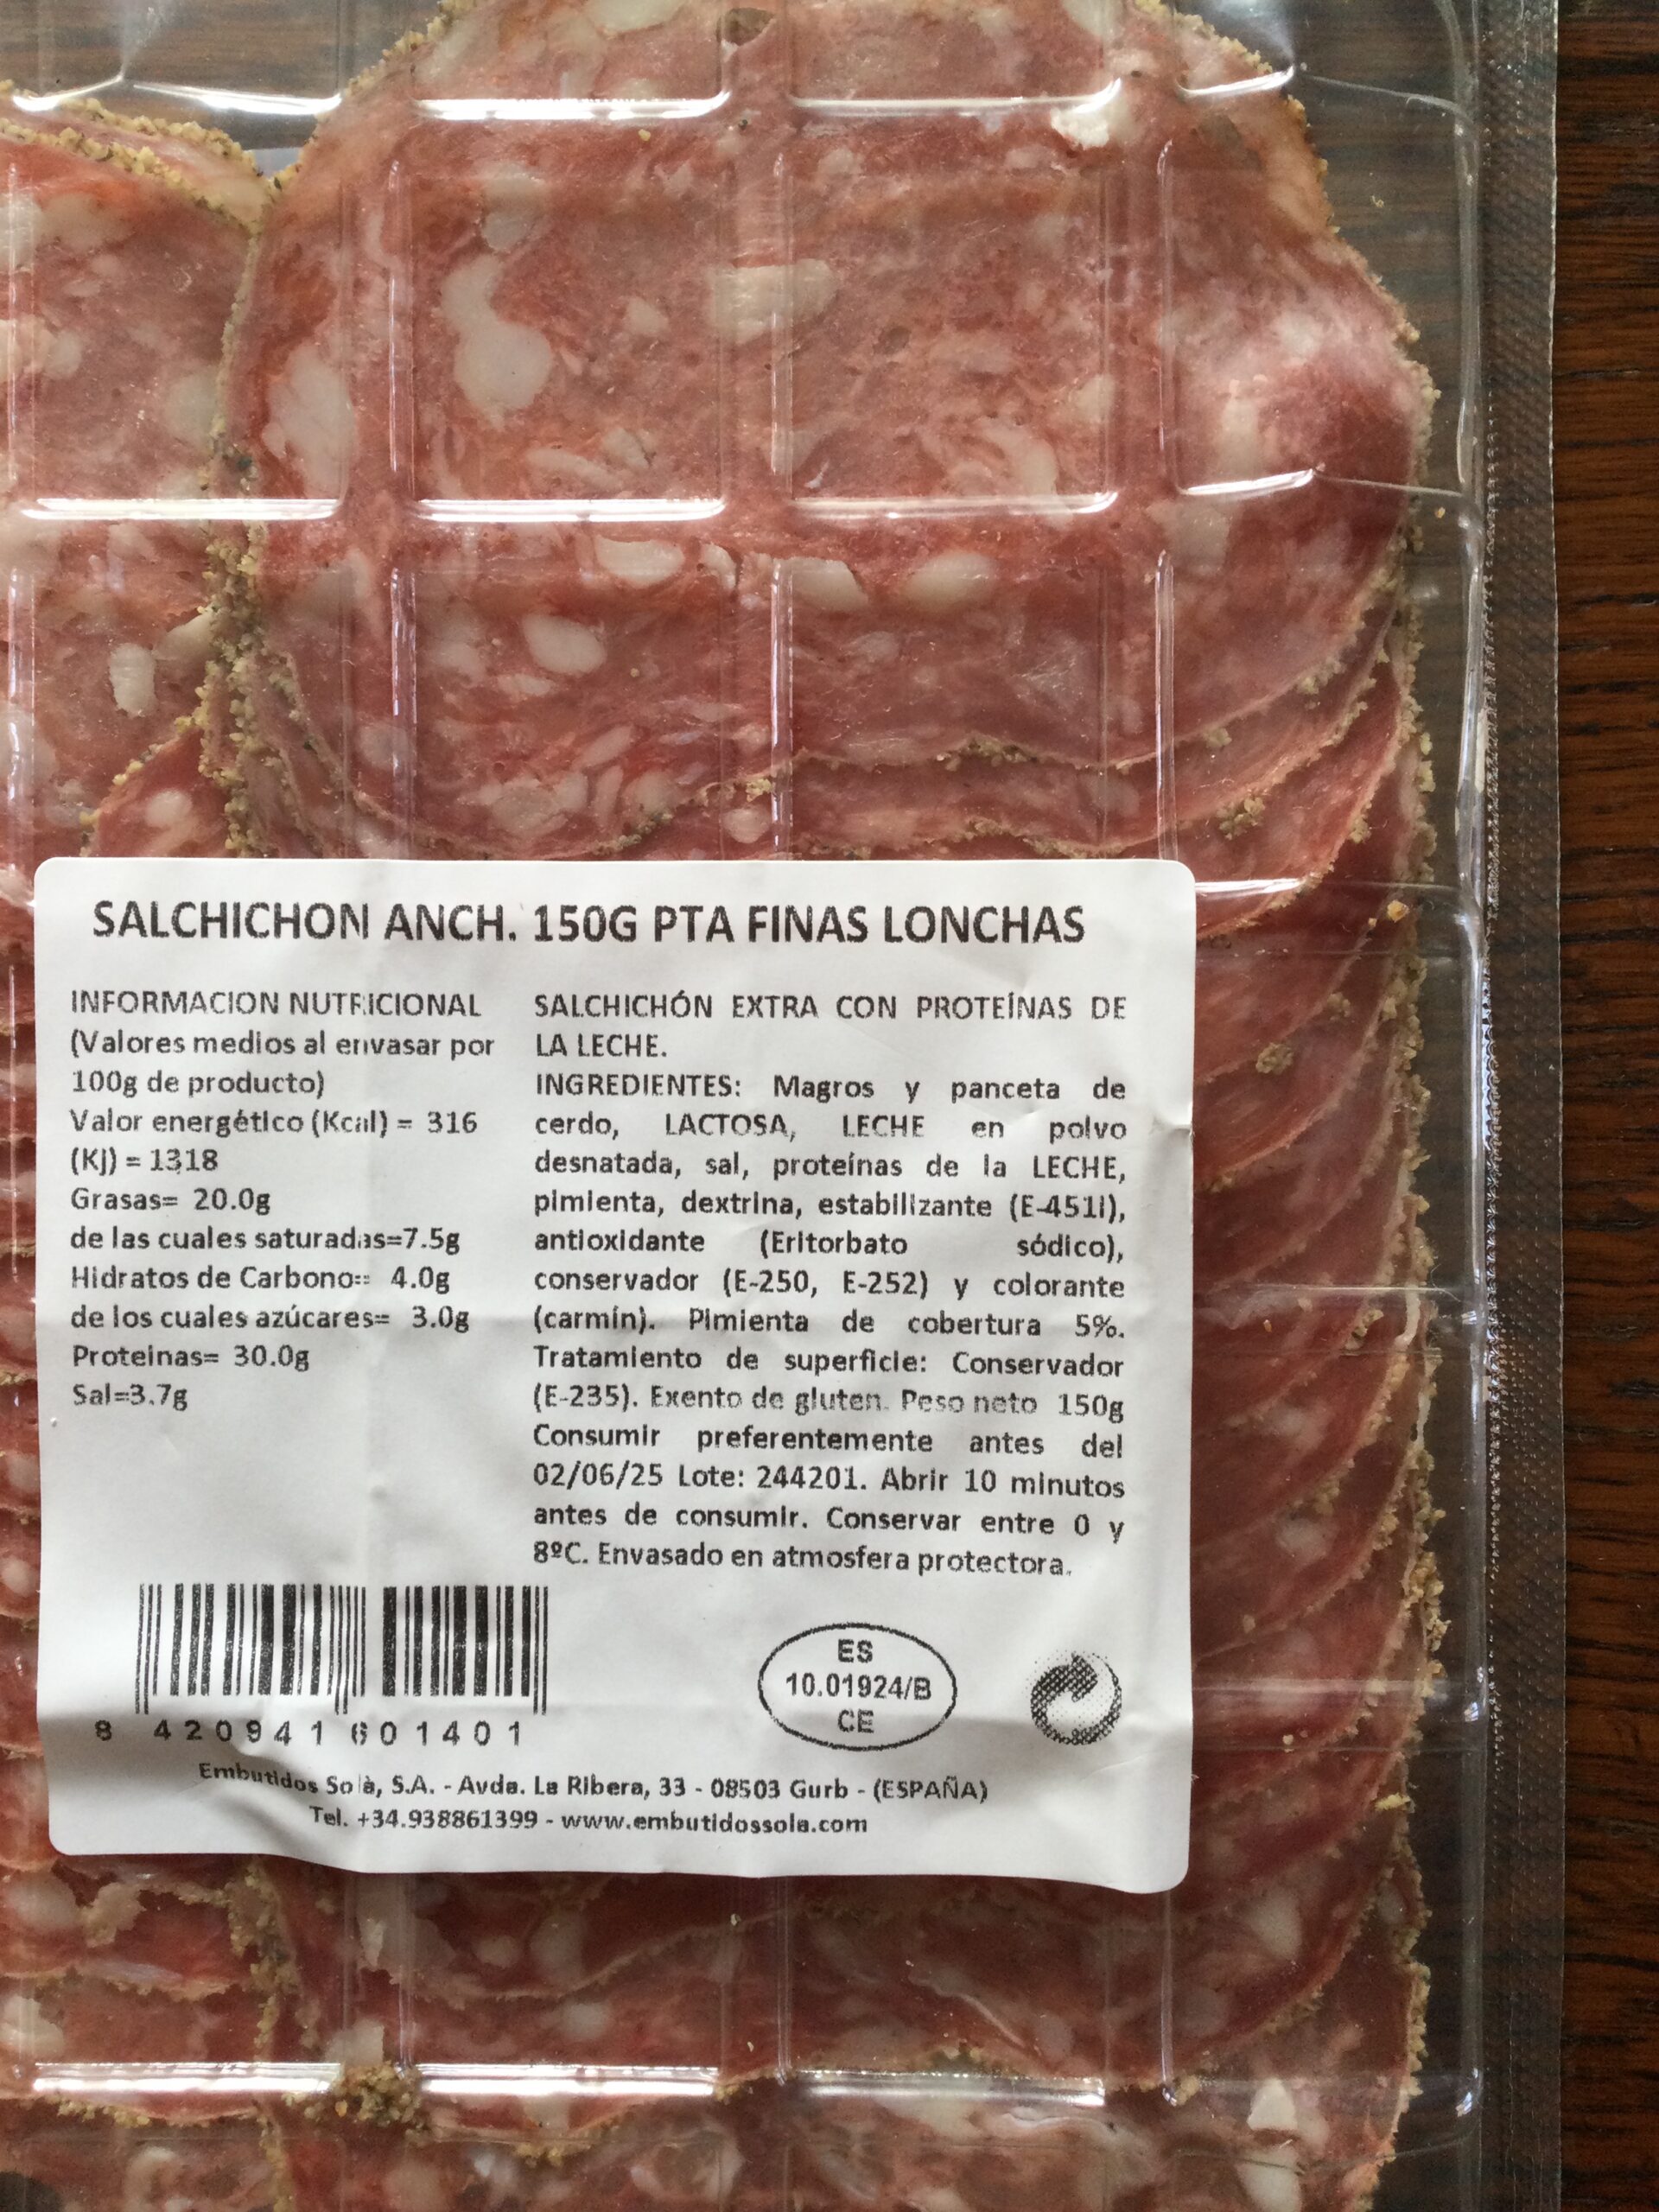 SALCHICHON ANCH. 150G PTA FINAS LONCHAS
INFORMACION NUTRICIONAL
(Valores medios al envasar por
100g de producto)
Valor energético (Kcal) = 316
(Kj) = 1318
Grasas= 20.0g
de las cuales saturadas=7.5g
Hidratos de Carbono= 4.0g
de los cuales azúcares= 3.0g
Proteinas= 30.0g
Sal=3.7g
SALCHICHÓN EXTRA CON PROTEÍNAS DE
LA LECHE.
INGREDIENTES: Magros y panceta de
cerdo, LACTOSA, LECHE en polvo
desnatada, sal, proteínas de la LECHE,
pimienta, dextrina, estabilizante (E-451i),
antioxidante (Eritorbato sódico),
conservador (E-250, E-252) y colorante
(carmín). Pimienta de cobertura 5%.
Tratamiento de superficie: Conservador
(E-235). Exento de gluten. Peso neto 150g
Consumir preferentemente antes del
02/06/25 Lote: 244201. Abrir 10 minutos
antes de consumir. Conservar entre 0 y
8ºC. Envasado en atmosfera protectora.
8 420941 601401
ES
10.01924/B
CE
Embutidos Solà, S.A. - Avda. La Ribera, 33 - 08503 Gurb - (ESPAÑA)
Tel. +34.938861399 - www.embutidossola.com